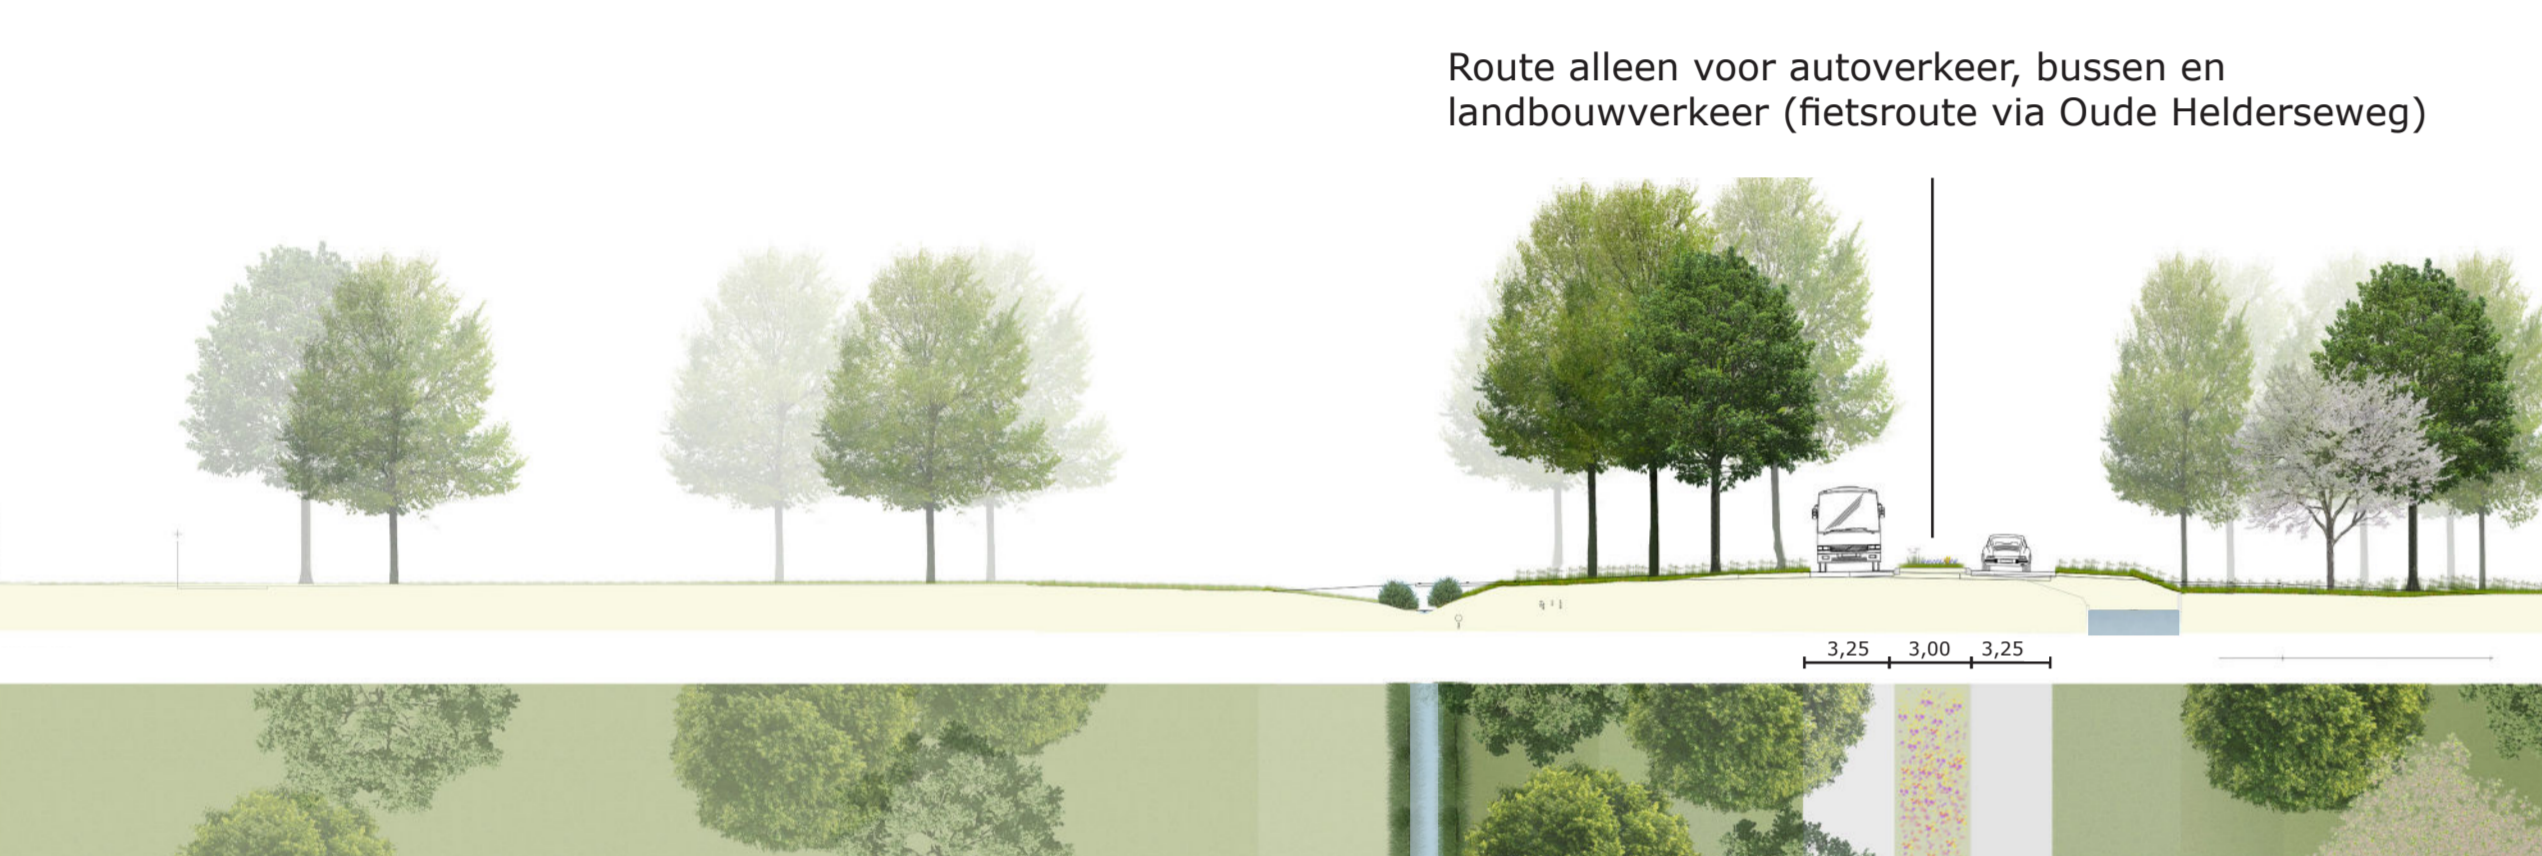 Route alleen voor autoverkeer, bussen en
landbouwverkeer (fietsroute via Oude Helderseweg)
3,25 3,00 3,25